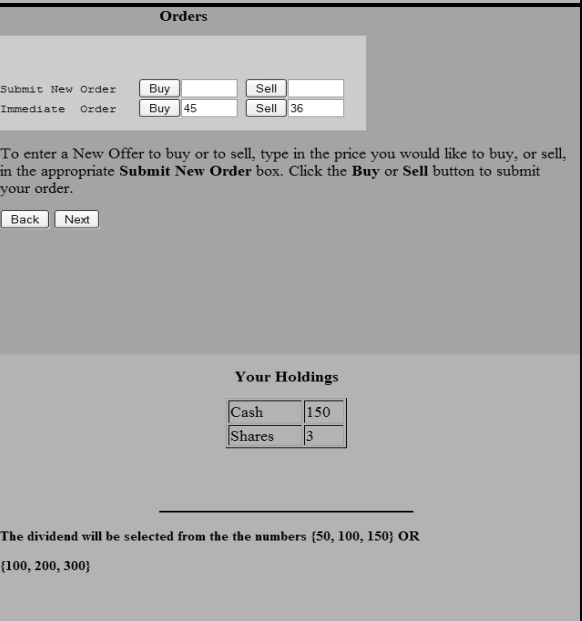 Orders
Submit New Order Buy Sell
Immediate Order Buy 45 Sell 36
To enter a New Offer to buy or to sell, type in the price you would like to buy, or sell,
in the appropriate Submit New Order box. Click the Buy or Sell button to submit
your order.
Back Next
Your Holdings
Cash 150
Shares 3
The dividend will be selected from the the numbers {50, 100, 150} OR
{100, 200, 300}